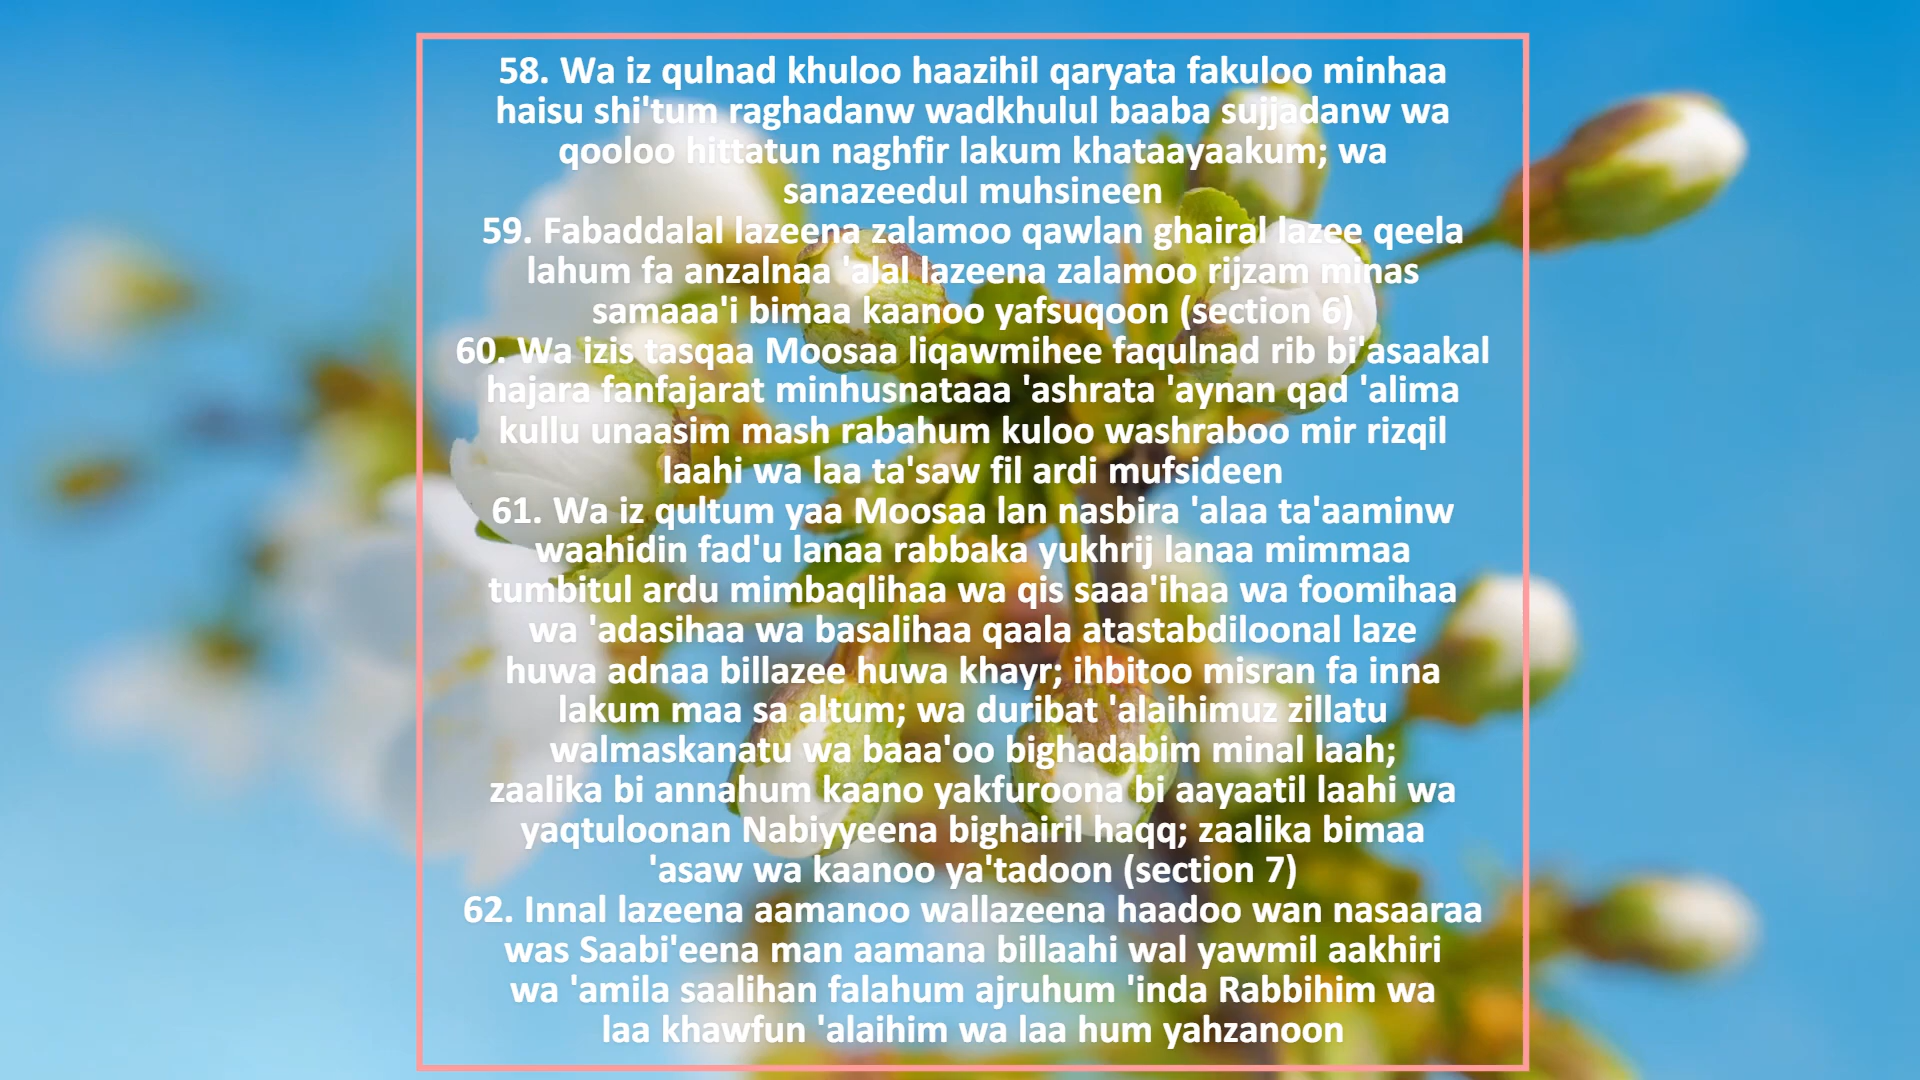 58. Wa iz qulnad khuloo haazihil qaryata fakuloo minhaa
haisu shi'tum raghadanw wadkhulul baaba sujjadanw wa
qooloo hittatun naghfir lakum khataayaakum; wa
sanazeedul muhsineen
59. Fabaddalal lazeena zalamoo qawlan ghairal lazee qeela
lahum fa anzalnaa 'alal lazeena zalamoo rijzam minas
samaaa'i bimaa kaanoo yafsuqoon (section 6)
60. Wa izis tasqaa Moosaa liqawmihee faqulnad rib bi'asaakal
hajara fanfajarat minhusnataaa 'ashrata 'aynan qad 'alima
kullu unaasim mash rabahum kuloo washraboo mir rizqil
laahi wa laa ta'saw fil ardi mufsideen
61. Wa iz qultum yaa Moosaa lan nasbira 'alaa ta'aaminw
waahidin fad'u lanaa rabbaka yukhrij lanaa mimmaa
tumbitul ardu mimbaqlihaa wa qis saaa'ihaa wa foomihaa
wa 'adasihaa wa basalihaa qaala atastabdiloonal laze
huwa adnaa billazee huwa khayr; ihbitoo misran fa inna
lakum maa sa altum; wa duribat 'alaihimuz zillatu
walmaskanatu wa baaa'oo bighadabim minal laah;
zaalika bi annahum kaano yakfuroona bi aayaatil laahi wa
yaqtuloonan Nabiyyeena bighairil haqq; zaalika bimaa
'asaw wa kaanoo ya'tadoon (section 7)
62. Innal lazeena aamanoo wallazeena haadoo wan nasaaraa
was Saabi'eena man aamana billaahi wal yawmil aakhiri
wa 'amila saalihan falahum ajruhum 'inda Rabbihim wa
laa khawfun 'alaihim wa laa hum yahzanoon